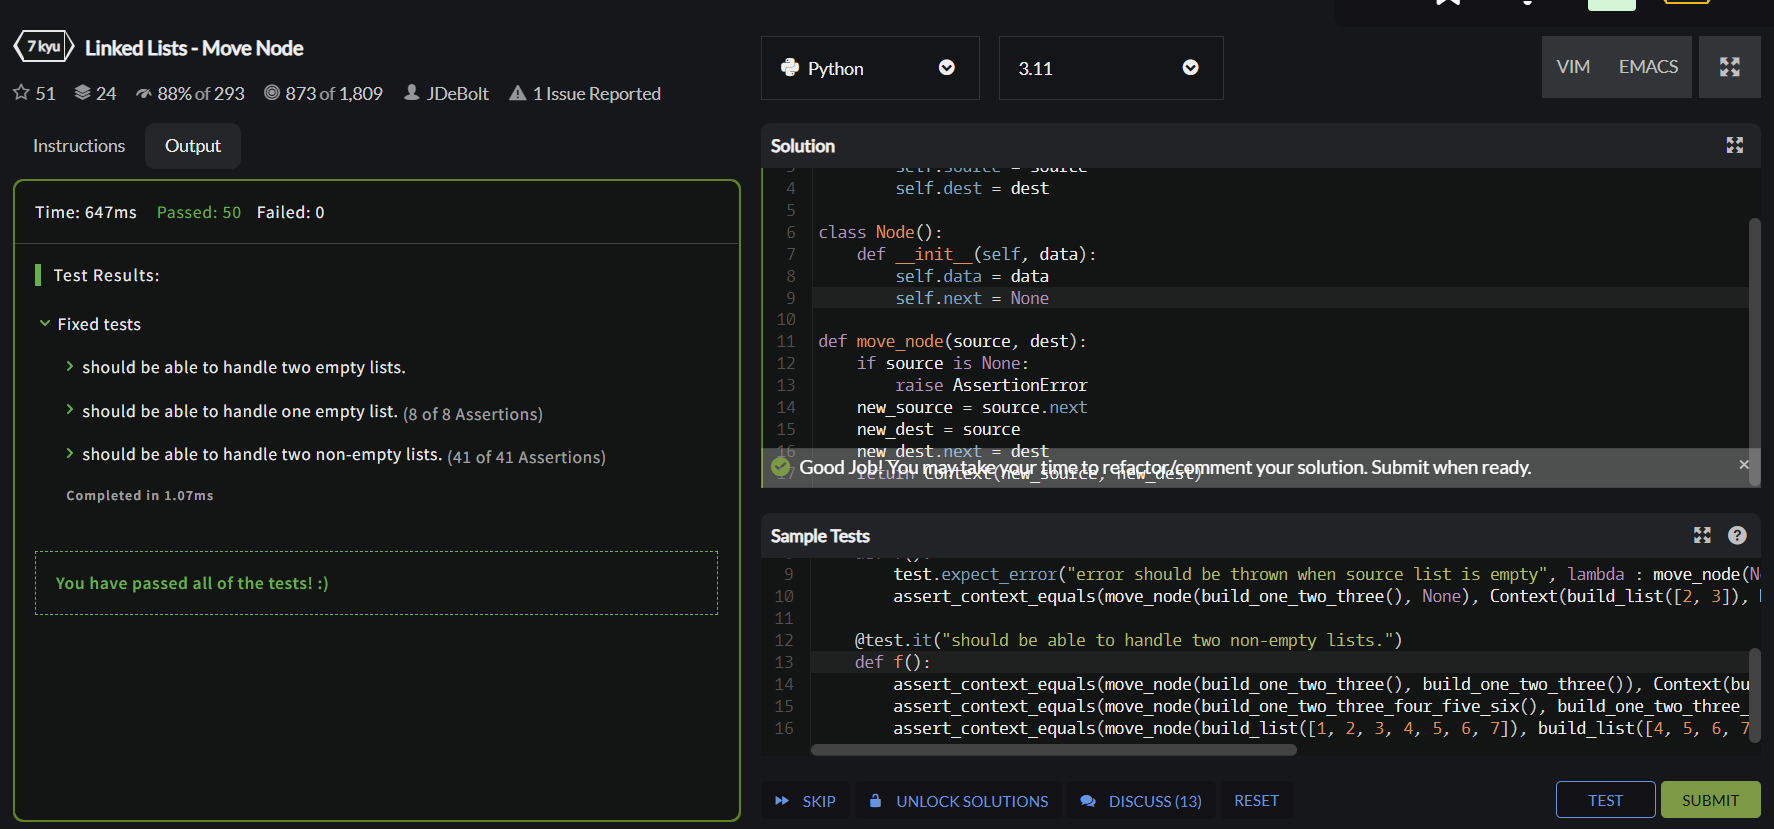 7 kyu Linked Lists - Move Node
51 24 88% of 293 873 of 1,809 JDeBolt 1 Issue Reported
Instructions Output
Time: 647ms Passed: 50 Failed: 0
Test Results:
Fixed tests
should be able to handle two empty lists.
should be able to handle one empty list. (8 of 8 Assertions)
should be able to handle two non-empty lists. (41 of 41 Assertions)
Completed in 1.07ms
You have passed all of the tests! :)
Python 3.11 VIM EMACS
Solution
3 self.source = source
4 self.dest = dest
5
6 class Node():
7 def __init__(self, data):
8 self.data = data
9 self.next = None
10
11 def move_node(source, dest):
12 if source is None:
13 raise AssertionError
14 new_source = source.next
15 new_dest = source
16 new_dest.next = dest
Good Job! You may take your time to refactor/comment your solution. Submit when ready.
17 return Context(new_source, new_dest)
Sample Tests ?
9 test.expect_error("error should be thrown when source list is empty", lambda : move_node(N
10 assert_context_equals(move_node(build_one_two_three(), None), Context(build_list([2, 3]),
11
12 @test.it("should be able to handle two non-empty lists.")
13 def f():
14 assert_context_equals(move_node(build_one_two_three(), build_one_two_three()), Context(bu
15 assert_context_equals(move_node(build_one_two_three_four_five_six(), build_one_two_three_
16 assert_context_equals(move_node(build_list([1, 2, 3, 4, 5, 6, 7]), build_list([4, 5, 6, 7
SKIP UNLOCK SOLUTIONS DISCUSS (13) RESET TEST SUBMIT